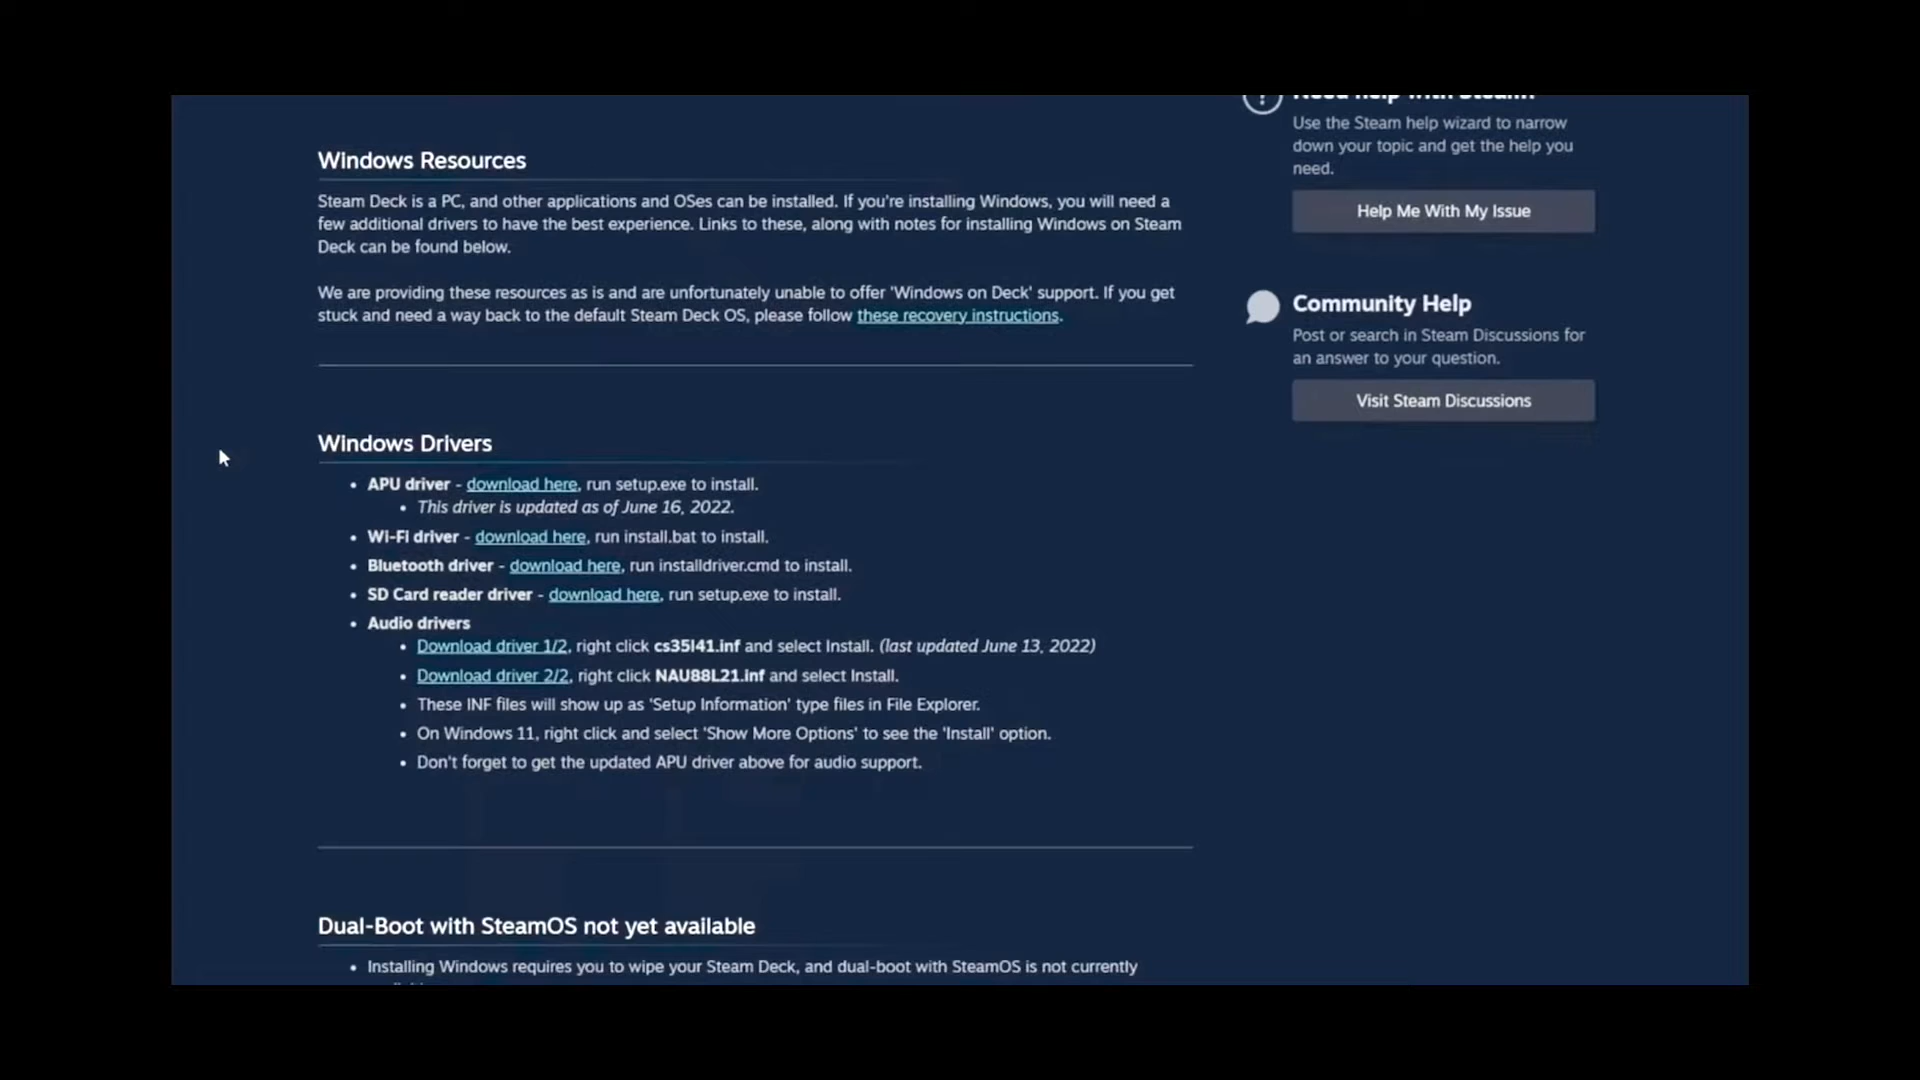 Need help with Steam?
Use the Steam help wizard to narrow
down your topic and get the help you
need.
Help Me With My Issue
Community Help
Post or search in Steam Discussions for
an answer to your question.
Visit Steam Discussions
Windows Resources
Steam Deck is a PC, and other applications and OSes can be installed. If you're installing Windows, you will need a
few additional drivers to have the best experience. Links to these, along with notes for installing Windows on Steam
Deck can be found below.
We are providing these resources as is and are unfortunately unable to offer 'Windows on Deck' support. If you get
stuck and need a way back to the default Steam Deck OS, please follow these recovery instructions.
Windows Drivers
• APU driver - download here, run setup.exe to install.
• This driver is updated as of June 16, 2022.
• Wi-Fi driver - download here, run install.bat to install.
• Bluetooth driver - download here, run installdriver.cmd to install.
• SD Card reader driver - download here, run setup.exe to install.
• Audio drivers
• Download driver 1/2, right click cs35l41.inf and select Install. (last updated June 13, 2022)
• Download driver 2/2, right click NAU88L21.inf and select Install.
• These INF files will show up as 'Setup Information' type files in File Explorer.
• On Windows 11, right click and select 'Show More Options' to see the 'Install' option.
• Don't forget to get the updated APU driver above for audio support.
Dual-Boot with SteamOS not yet available
• Installing Windows requires you to wipe your Steam Deck, and dual-boot with SteamOS is not currently